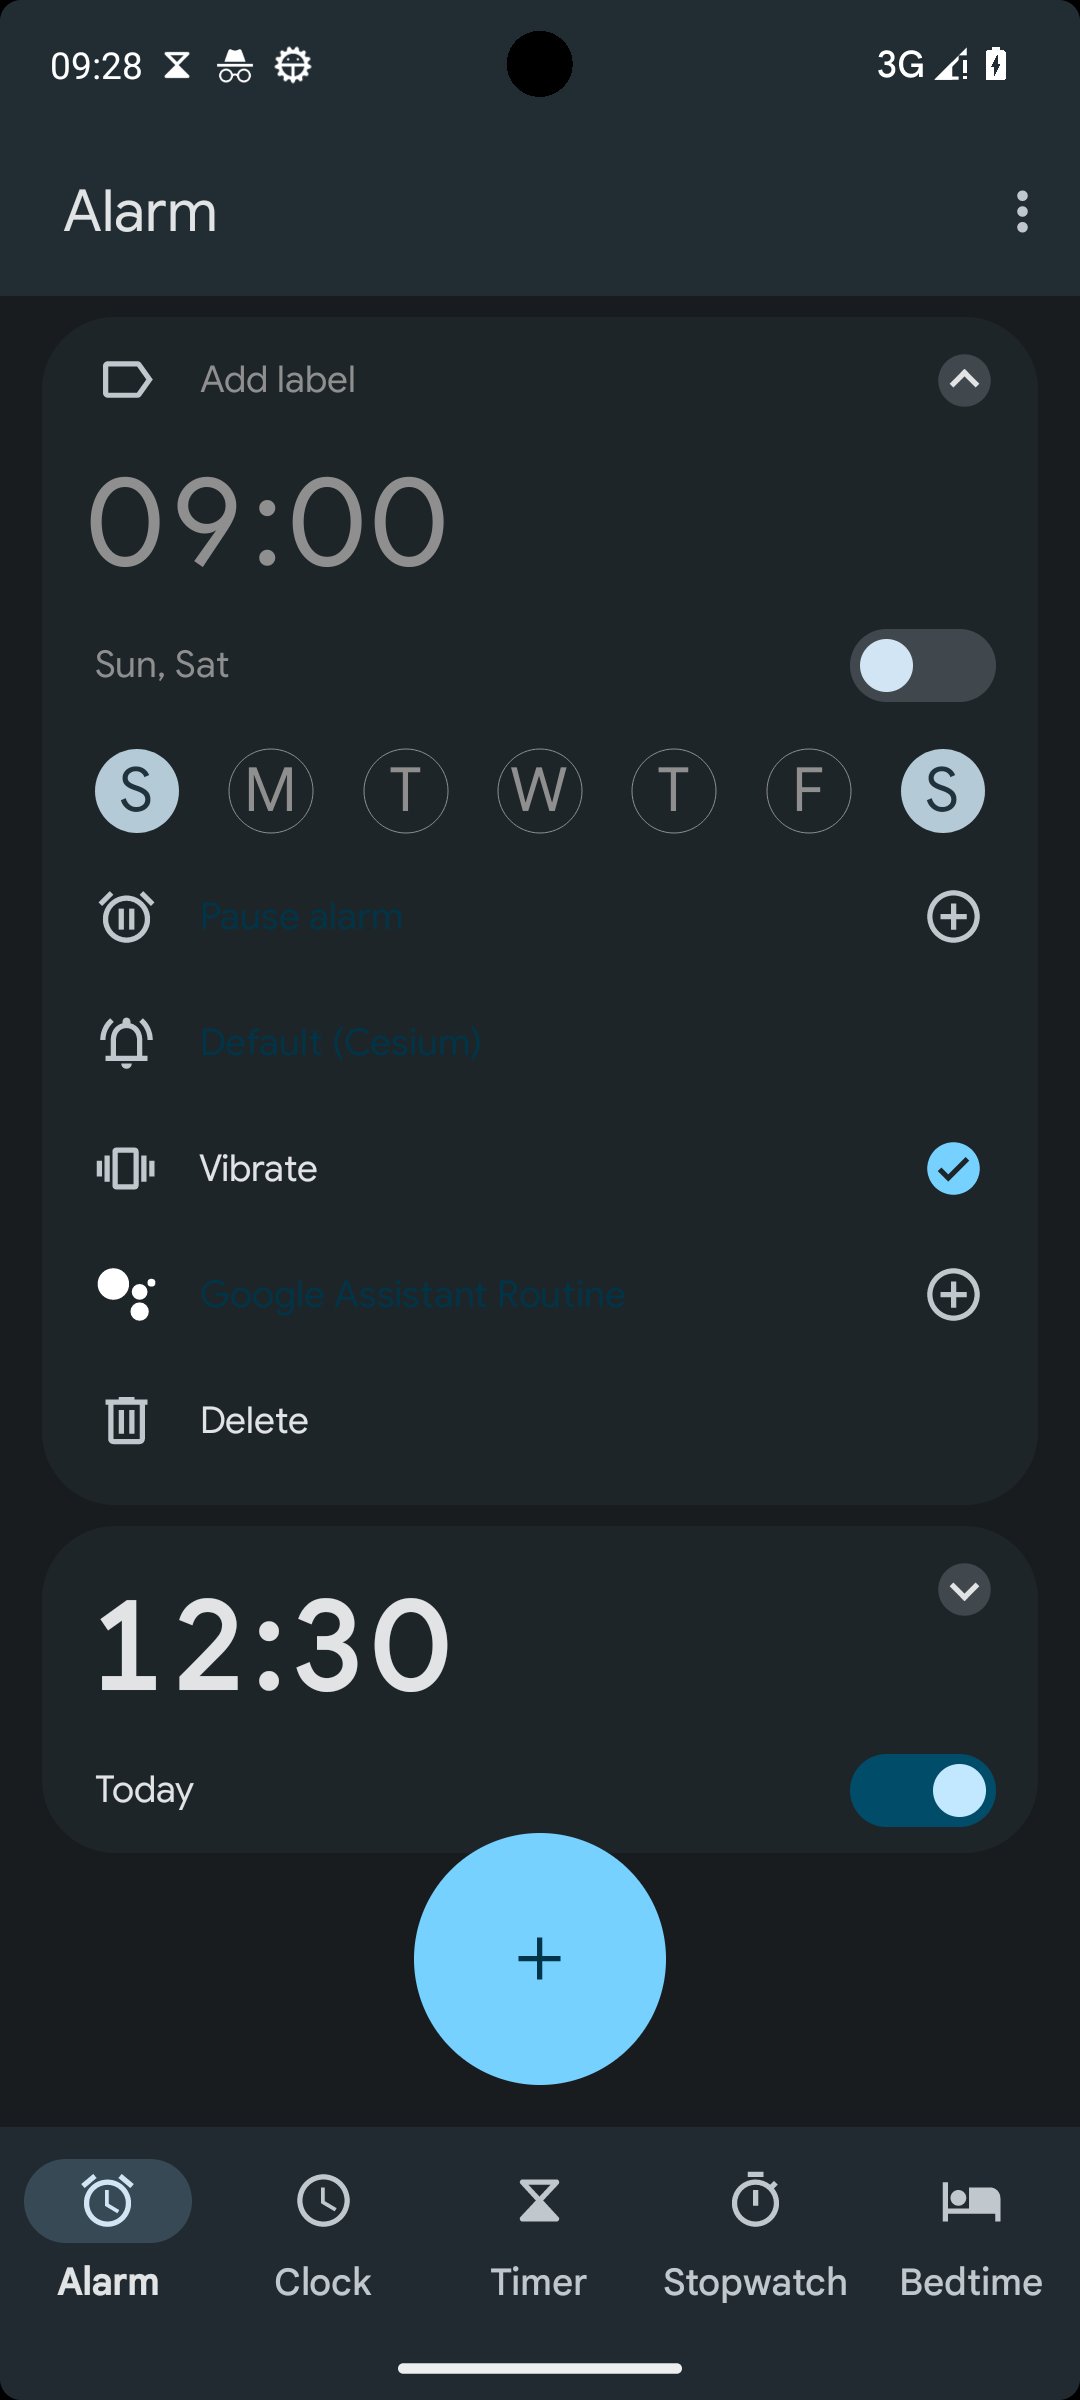 09:28 3G
Alarm
Add label
09:00
Sun, Sat
S M T W T F S
Pause alarm
Default (Cesium)
Vibrate
Google Assistant Routine
Delete
12:30
Today
Alarm Clock Timer Stopwatch Bedtime